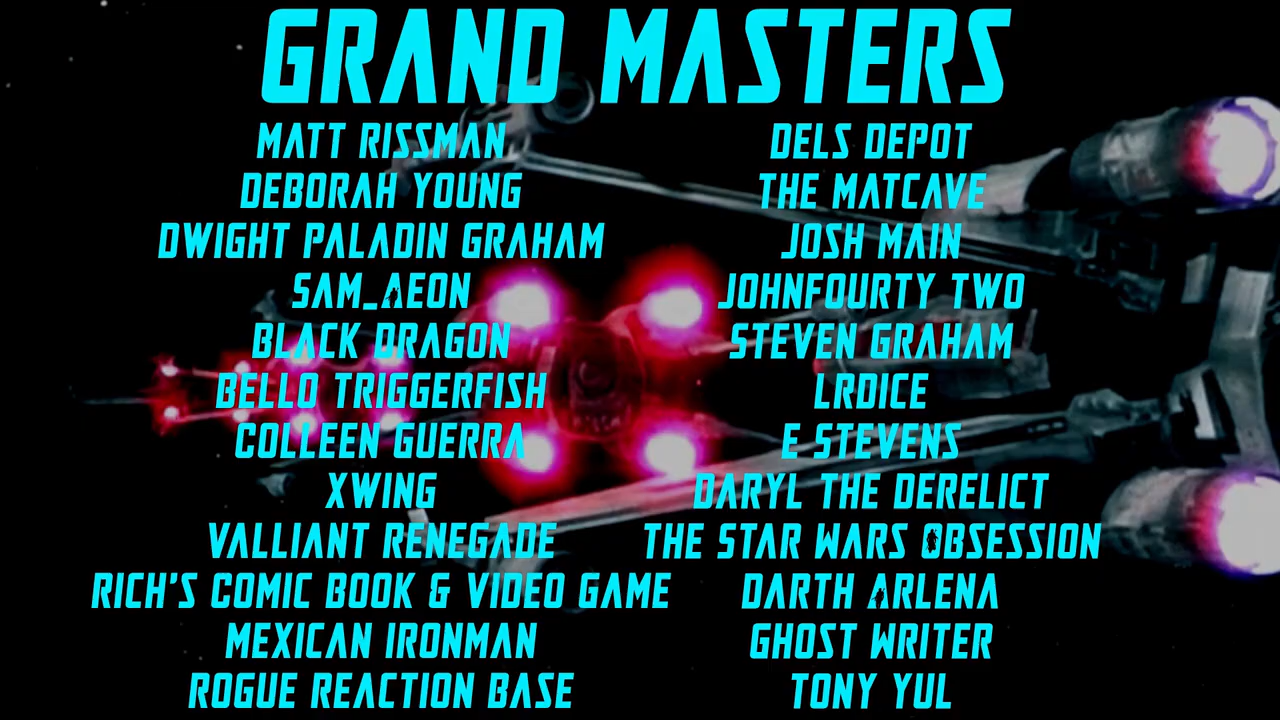 GRAND MASTERS
MATT RISSMAN
DEBORAH YOUNG
DWIGHT PALADIN GRAHAM
SAM_AEON
BLACK DRAGON
BELLO TRIGGERFISH
COLLEEN GUERRA
XWING
VALLIANT RENEGADE
RICH'S COMIC BOOK & VIDEO GAME
MEXICAN IRONMAN
ROGUE REACTION BASE
DELS DEPOT
THE MATCAVE
JOSH MAIN
JOHNFOURTY TWO
STEVEN GRAHAM
LRDICE
E STEVENS
DARYL THE DERELICT
THE STAR WARS OBSESSION
DARTH ARLENA
GHOST WRITER
TONY YUL